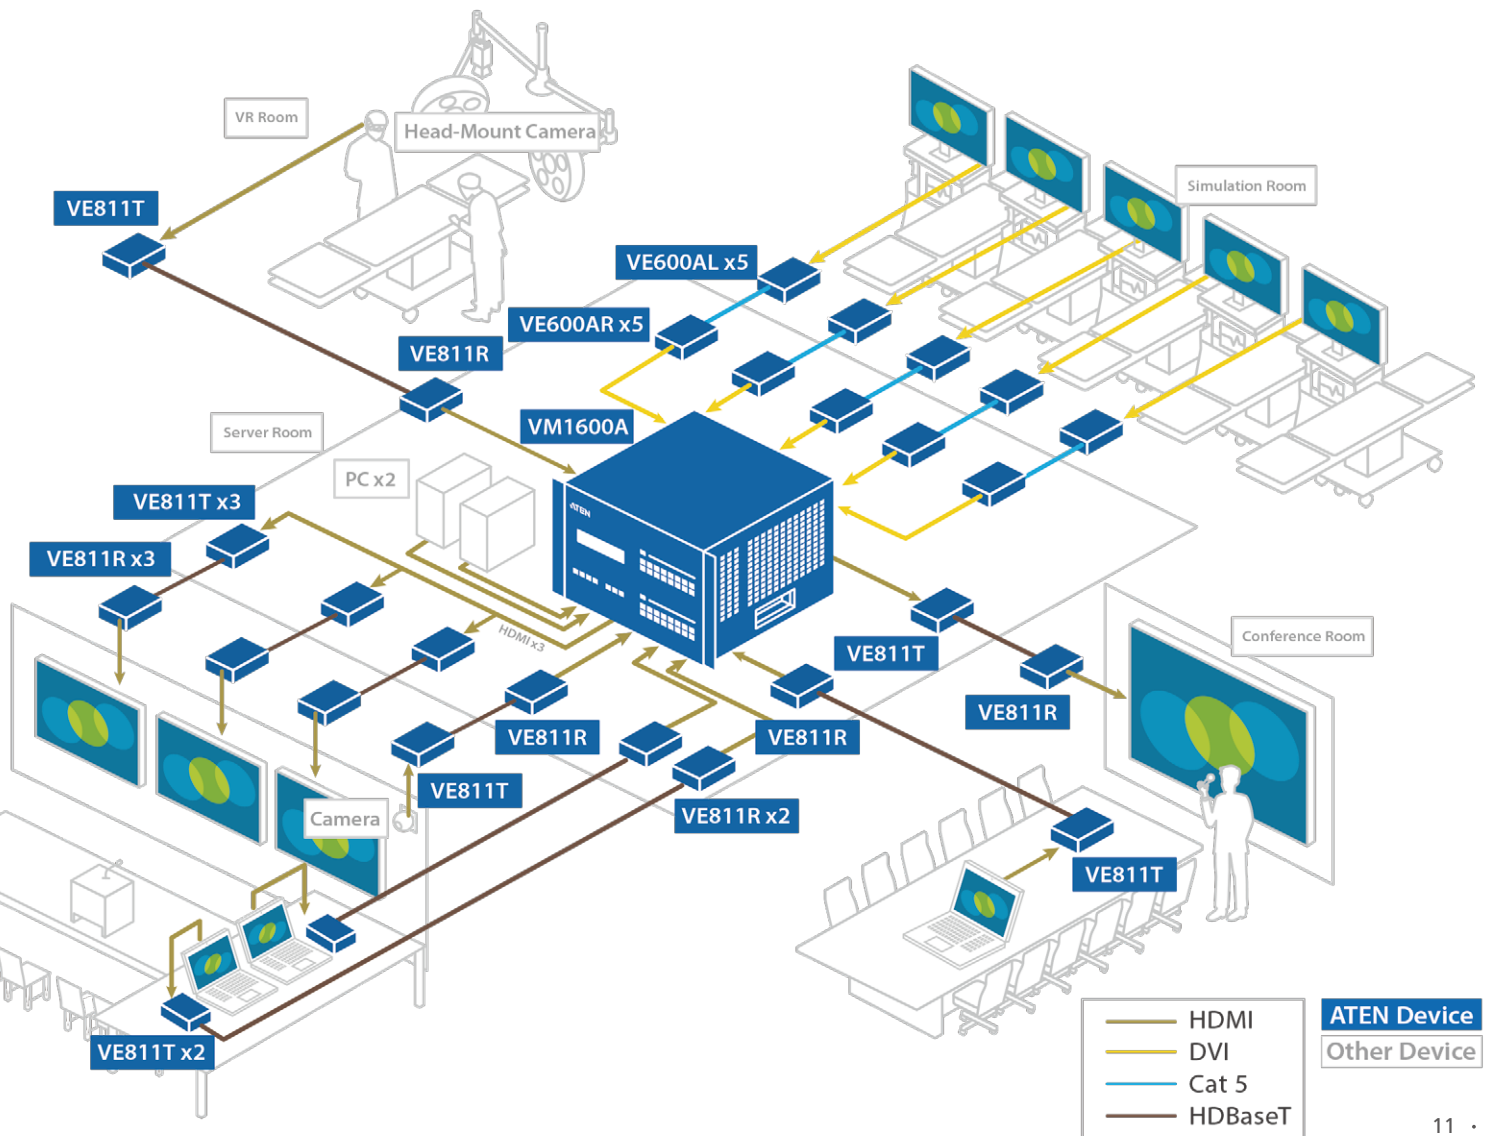 VR Room
Head-Mount Camera
Simulation Room
VE811T
VE600AL x5
VE600AR x5
VE811R
VM1600A
Server Room
PC x2
VE811T x3
ATEN
VE811R x3
HDMI x3
Conference Room
VE811T
VE811R
VE811R
VE811R
VE811T
VE811R x2
Camera
VE811T
HDMI
ATEN Device
DVI
Other Device
VE811T x2
Cat 5
HDBaseT
11 •